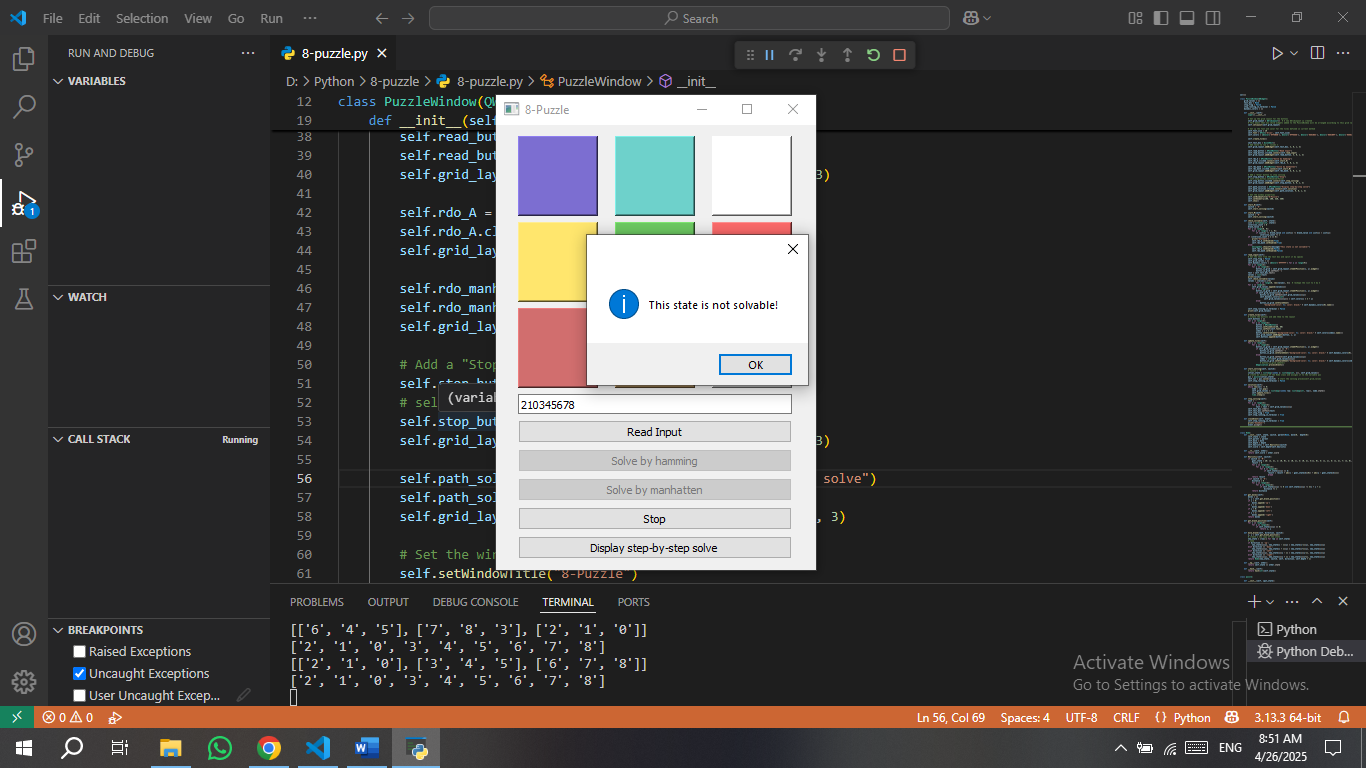 File Edit Selection View Go Run ··· Search
RUN AND DEBUG ···
VARIABLES
WATCH
CALL STACK Running
BREAKPOINTS
Raised Exceptions
Uncaught Exceptions
User Uncaught Excep...
1
8-puzzle.py
D: > Python > 8-puzzle > 8-puzzle.py > PuzzleWindow > __init__
12 class PuzzleWindow(QW
19 def __init__(self
38 self.read_but
39 self.read_but
40 self.grid_lay 3)
41
42 self.rdo_A =
43 self.rdo_A.cl
44 self.grid_lay
45
46 self.rdo_manh
47 self.rdo_manh
48 self.grid_lay
49
50 # Add a "Stop
51 self.stop_but
52 # sel
(variab
53 self.stop_but
54 self.grid_lay 3)
55
56 self.path_sol solve")
57 self.path_sol
58 self.grid_lay , 3)
59
60 # Set the win
61 self.setWindowTitle("8-Puzzle")
8-Puzzle
This state is not solvable!
OK
210345678
Read Input
Solve by hamming
Solve by manhatten
Stop
Display step-by-step solve
PROBLEMS OUTPUT DEBUG CONSOLE TERMINAL PORTS
[['6', '4', '5'], ['7', '8', '3'], ['2', '1', '0']]
['2', '1', '0', '3', '4', '5', '6', '7', '8']
[['2', '1', '0'], ['3', '4', '5'], ['6', '7', '8']]
['2', '1', '0', '3', '4', '5', '6', '7', '8']
Python
Python Deb...
Activate Windows
Go to Settings to activate Windows.
0 0 Ln 56, Col 69 Spaces: 4 UTF-8 CRLF {} Python 3.13.3 64-bit
ENG
8:51 AM
4/26/2025